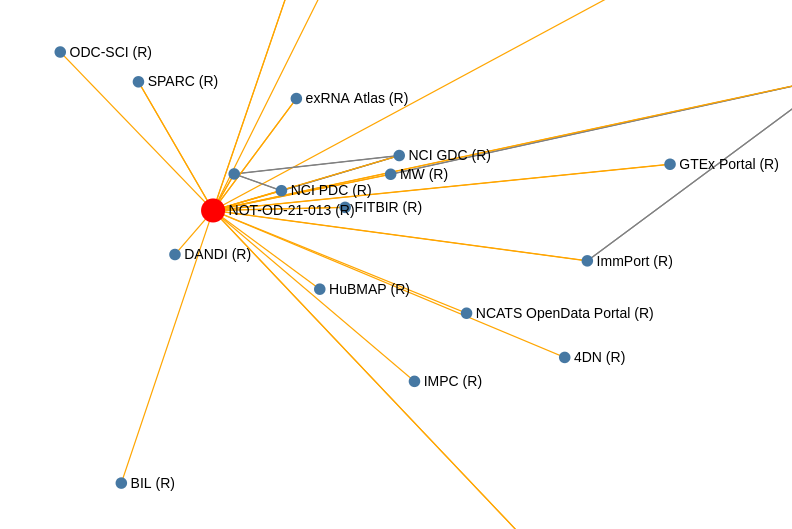 ODC-SCI (R)
SPARC (R)
exRNA Atlas (R)
NCI GDC (R)
GTEx Portal (R)
MW (R)
NCI PDC (R)
FITBIR (R)
NOT-OD-21-013 (R)
DANDI (R)
ImmPort (R)
HuBMAP (R)
NCATS OpenData Portal (R)
4DN (R)
IMPC (R)
BIL (R)